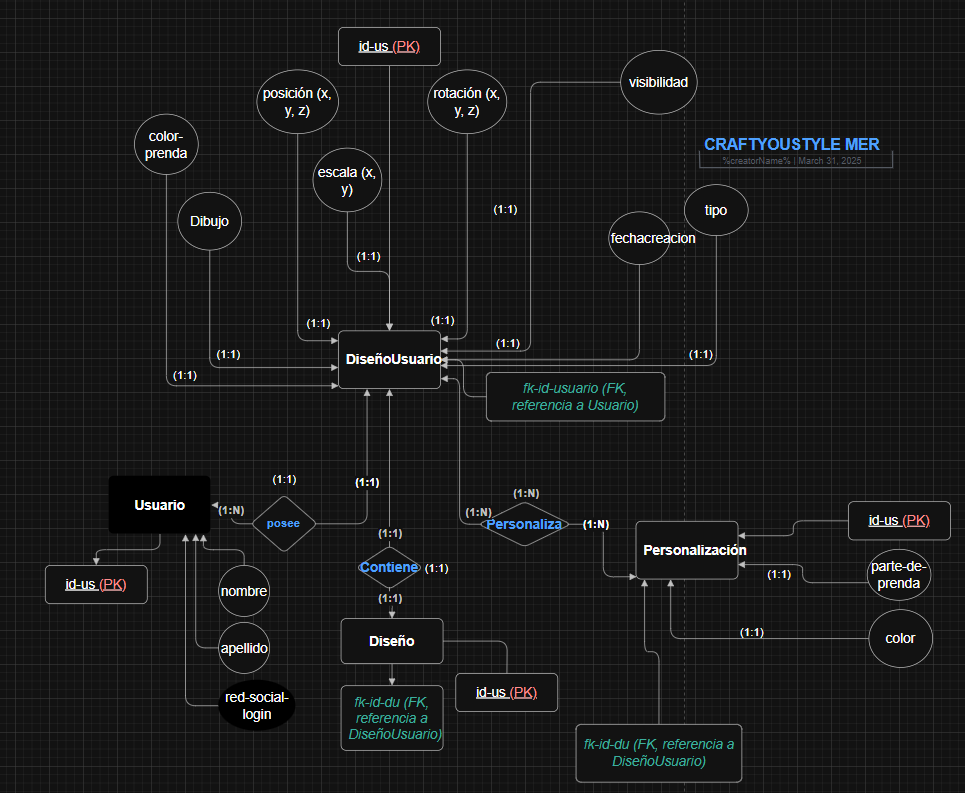 id-us (PK)
posición (x,
y, z)
rotación (x,
y, z)
visibilidad
color-
prenda
CRAFTYOUSTYLE MER
%creatorName% | March 31, 2025
escala (x,
y)
Dibujo
(1:1)
tipo
fechacreacion
(1:1)
(1:1)
(1:1)
(1:1)
(1:1)
(1:1)
DiseñoUsuario
(1:1)
fk-id-usuario (FK,
referencia a Usuario)
(1:1)
(1:1)
(1:N)
Usuario
(1:N)
posee
(1:N)
Personaliza
(1:N)
id-us (PK)
(1:1)
Personalización
Contiene
(1:1)
(1:1)
parte-de-
prenda
id-us (PK)
nombre
(1:1)
(1:1)
color
Diseño
apellido
id-us (PK)
red-social-
login
fk-id-du (FK,
referencia a
DiseñoUsuario)
fk-id-du (FK, referencia a
DiseñoUsuario)